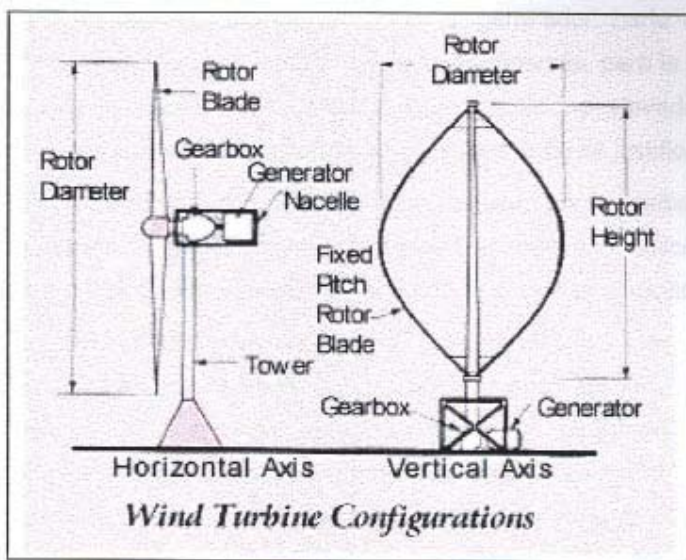 Rotor
Blade
Rotor
Diameter
Gearbox
Generator
Nacelle
Tower
Horizontal Axis
Rotor
Diameter
Rotor
Height
Fixed
Pitch
Rotor
Blade
Gearbox
Generator
Vertical Axis
Wind Turbine Configurations